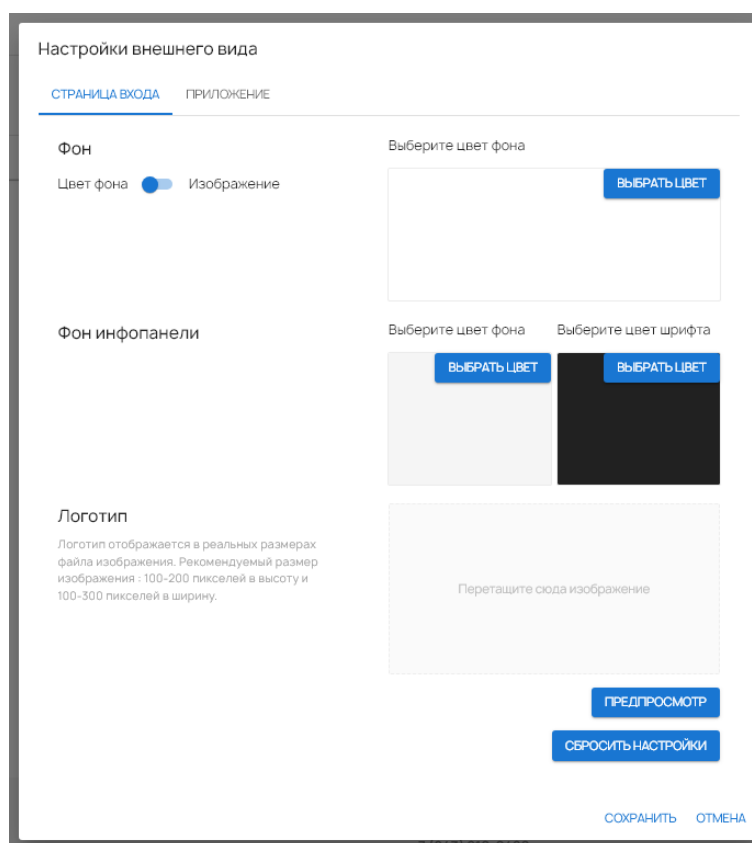 Настройки внешнего вида
СТРАНИЦА ВХОДА ПРИЛОЖЕНИЕ
Фон
Выберите цвет фона
Цвет фона Изображение
ВЫБРАТЬ ЦВЕТ
Фон инфопанели
Выберите цвет фона Выберите цвет шрифта
ВЫБРАТЬ ЦВЕТ ВЫБРАТЬ ЦВЕТ
Логотип
Логотип отображается в реальных размерах
файла изображения. Рекомендуемый размер
изображения : 100-200 пикселей в высоту и
100-300 пикселей в ширину.
Перетащите сюда изображение
ПРЕДПРОСМОТР
СБРОСИТЬ НАСТРОЙКИ
СОХРАНИТЬ ОТМЕНА